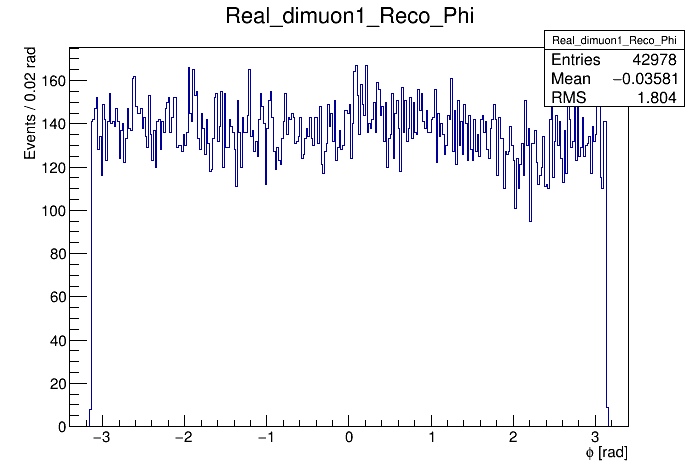 Real_dimuon1_Reco_Phi
Real_dimuon1_Reco_Phi
Entries 42978
Mean −0.03581
RMS 1.804
Events / 0.02 rad
160
140
120
100
80
60
40
20
0
−3 −2 −1 0 1 2 3
ϕ [rad]